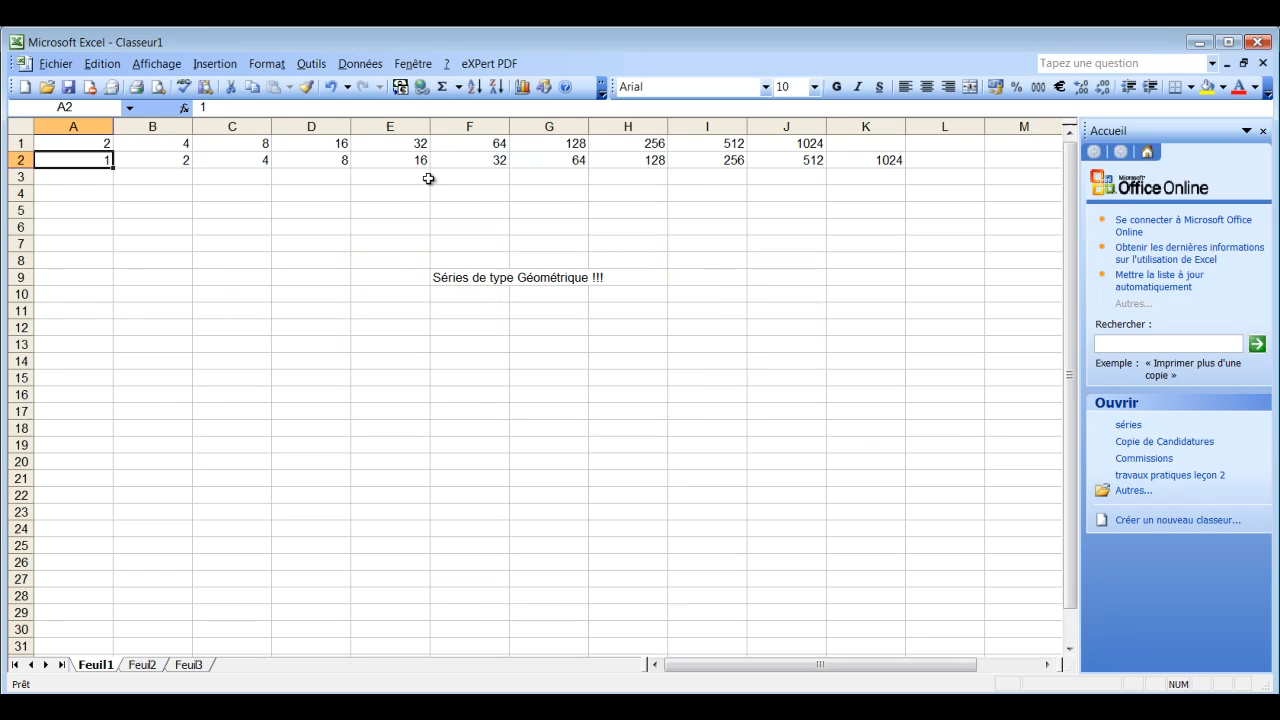 Microsoft Excel - Classeur1
Fichier Edition Affichage Insertion Format Outils Données Fenêtre ? eXPert PDF Tapez une question
Arial 10 G I S
A2 fx 1
A B C D E F G H I J K L M
1 2 4 8 16 32 64 128 256 512 1024
2 1 2 4 8 16 32 64 128 256 512 1024
3
4
5
6
7
8
9 Séries de type Géométrique !!!
10
11
12
13
14
15
16
17
18
19
20
21
22
23
24
25
26
27
28
29
30
31
Feuil1 Feuil2 Feuil3
Prêt NUM
Accueil
Microsoft
Office Online
Se connecter à Microsoft Office
Online
Obtenir les dernières informations
sur l'utilisation de Excel
Mettre la liste à jour
automatiquement
Autres...
Rechercher :
Exemple : « Imprimer plus d'une
copie »
Ouvrir
séries
Copie de Candidatures
Commissions
travaux pratiques leçon 2
Autres...
Créer un nouveau classeur...